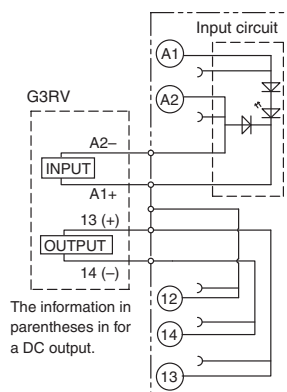 Input circuit
A1
A2
G3RV
A2–
INPUT
A1+
13 (+)
OUTPUT
14 (–)
The information in
parentheses in for
a DC output.
12
14
13